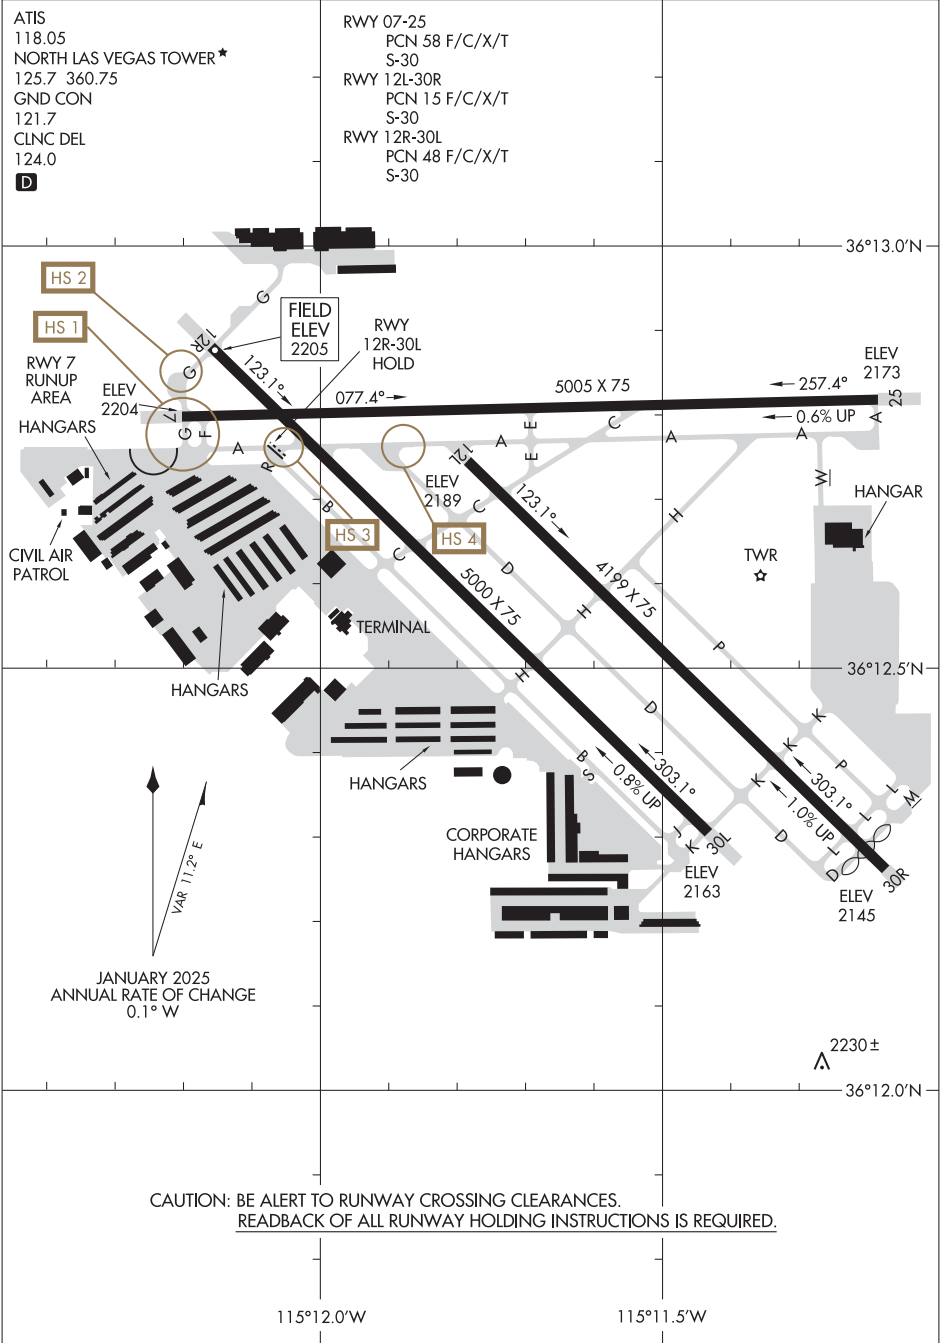 ATIS
118.05
NORTH LAS VEGAS TOWER★
125.7 360.75
GND CON
121.7
CLNC DEL
124.0
D
RWY 07-25
PCN 58 F/C/X/T
S-30
RWY 12L-30R
PCN 15 F/C/X/T
S-30
RWY 12R-30L
PCN 48 F/C/X/T
S-30
36°13.0'N
HS 2
G
HS 1
FIELD
ELEV
2205
RWY
12R-30L
HOLD
12R
RWY 7
RUNUP
AREA
G
123.1°
ELEV
2173
ELEV
2204
077.4°
5005 X 75
257.4°
25
7
0.6% UP
A
HANGARS
G
F
A
R
A
E
E
C
A
A
12L
W
ELEV
2189
HANGAR
B
C
123.1°
H
HS 3
HS 4
CIVIL AIR
PATROL
C
D
TWR
5000 X 75
4199 X 75
H
TERMINAL
P
36°12.5'N
H
HANGARS
D
K
K
P
HANGARS
B
S
0.8% UP
303.1°
K
303.1°
1.0% UP
L
M
L
CORPORATE
HANGARS
J
K
30L
D
L
D
30R
ELEV
2163
ELEV
2145
VAR 11.2° E
JANUARY 2025
ANNUAL RATE OF CHANGE
0.1° W
2230 ±
36°12.0'N
CAUTION: BE ALERT TO RUNWAY CROSSING CLEARANCES.
READBACK OF ALL RUNWAY HOLDING INSTRUCTIONS IS REQUIRED.
115°12.0'W
115°11.5'W